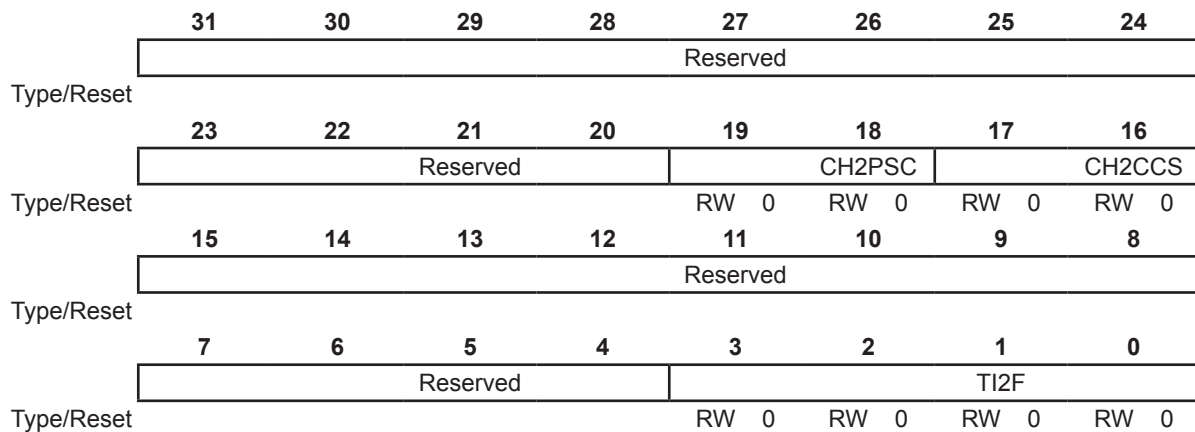 31 30 29 28 27 26 25 24
Reserved
Type/Reset
23 22 21 20 19 18 17 16
Reserved CH2PSC CH2CCS
Type/Reset RW 0 RW 0 RW 0 RW 0
15 14 13 12 11 10 9 8
Reserved
Type/Reset
7 6 5 4 3 2 1 0
Reserved TI2F
Type/Reset RW 0 RW 0 RW 0 RW 0